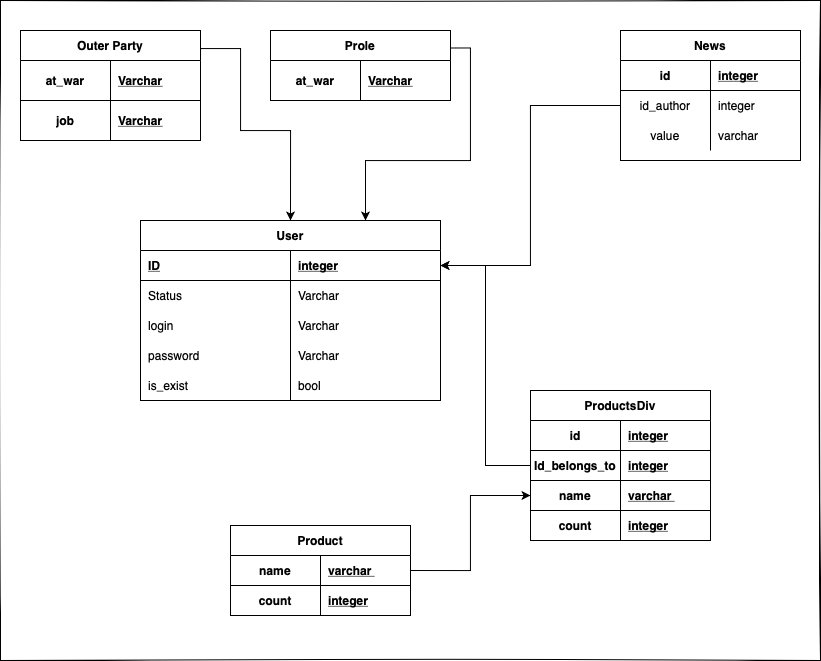 Outer Party
at_war Varchar
job Varchar
Prole
at_war Varchar
News
id integer
id_author integer
value varchar
User
ID integer
Status Varchar
login Varchar
password Varchar
is_exist bool
ProductsDiv
id integer
Id_belongs_to integer
name varchar
count integer
Product
name varchar
count integer